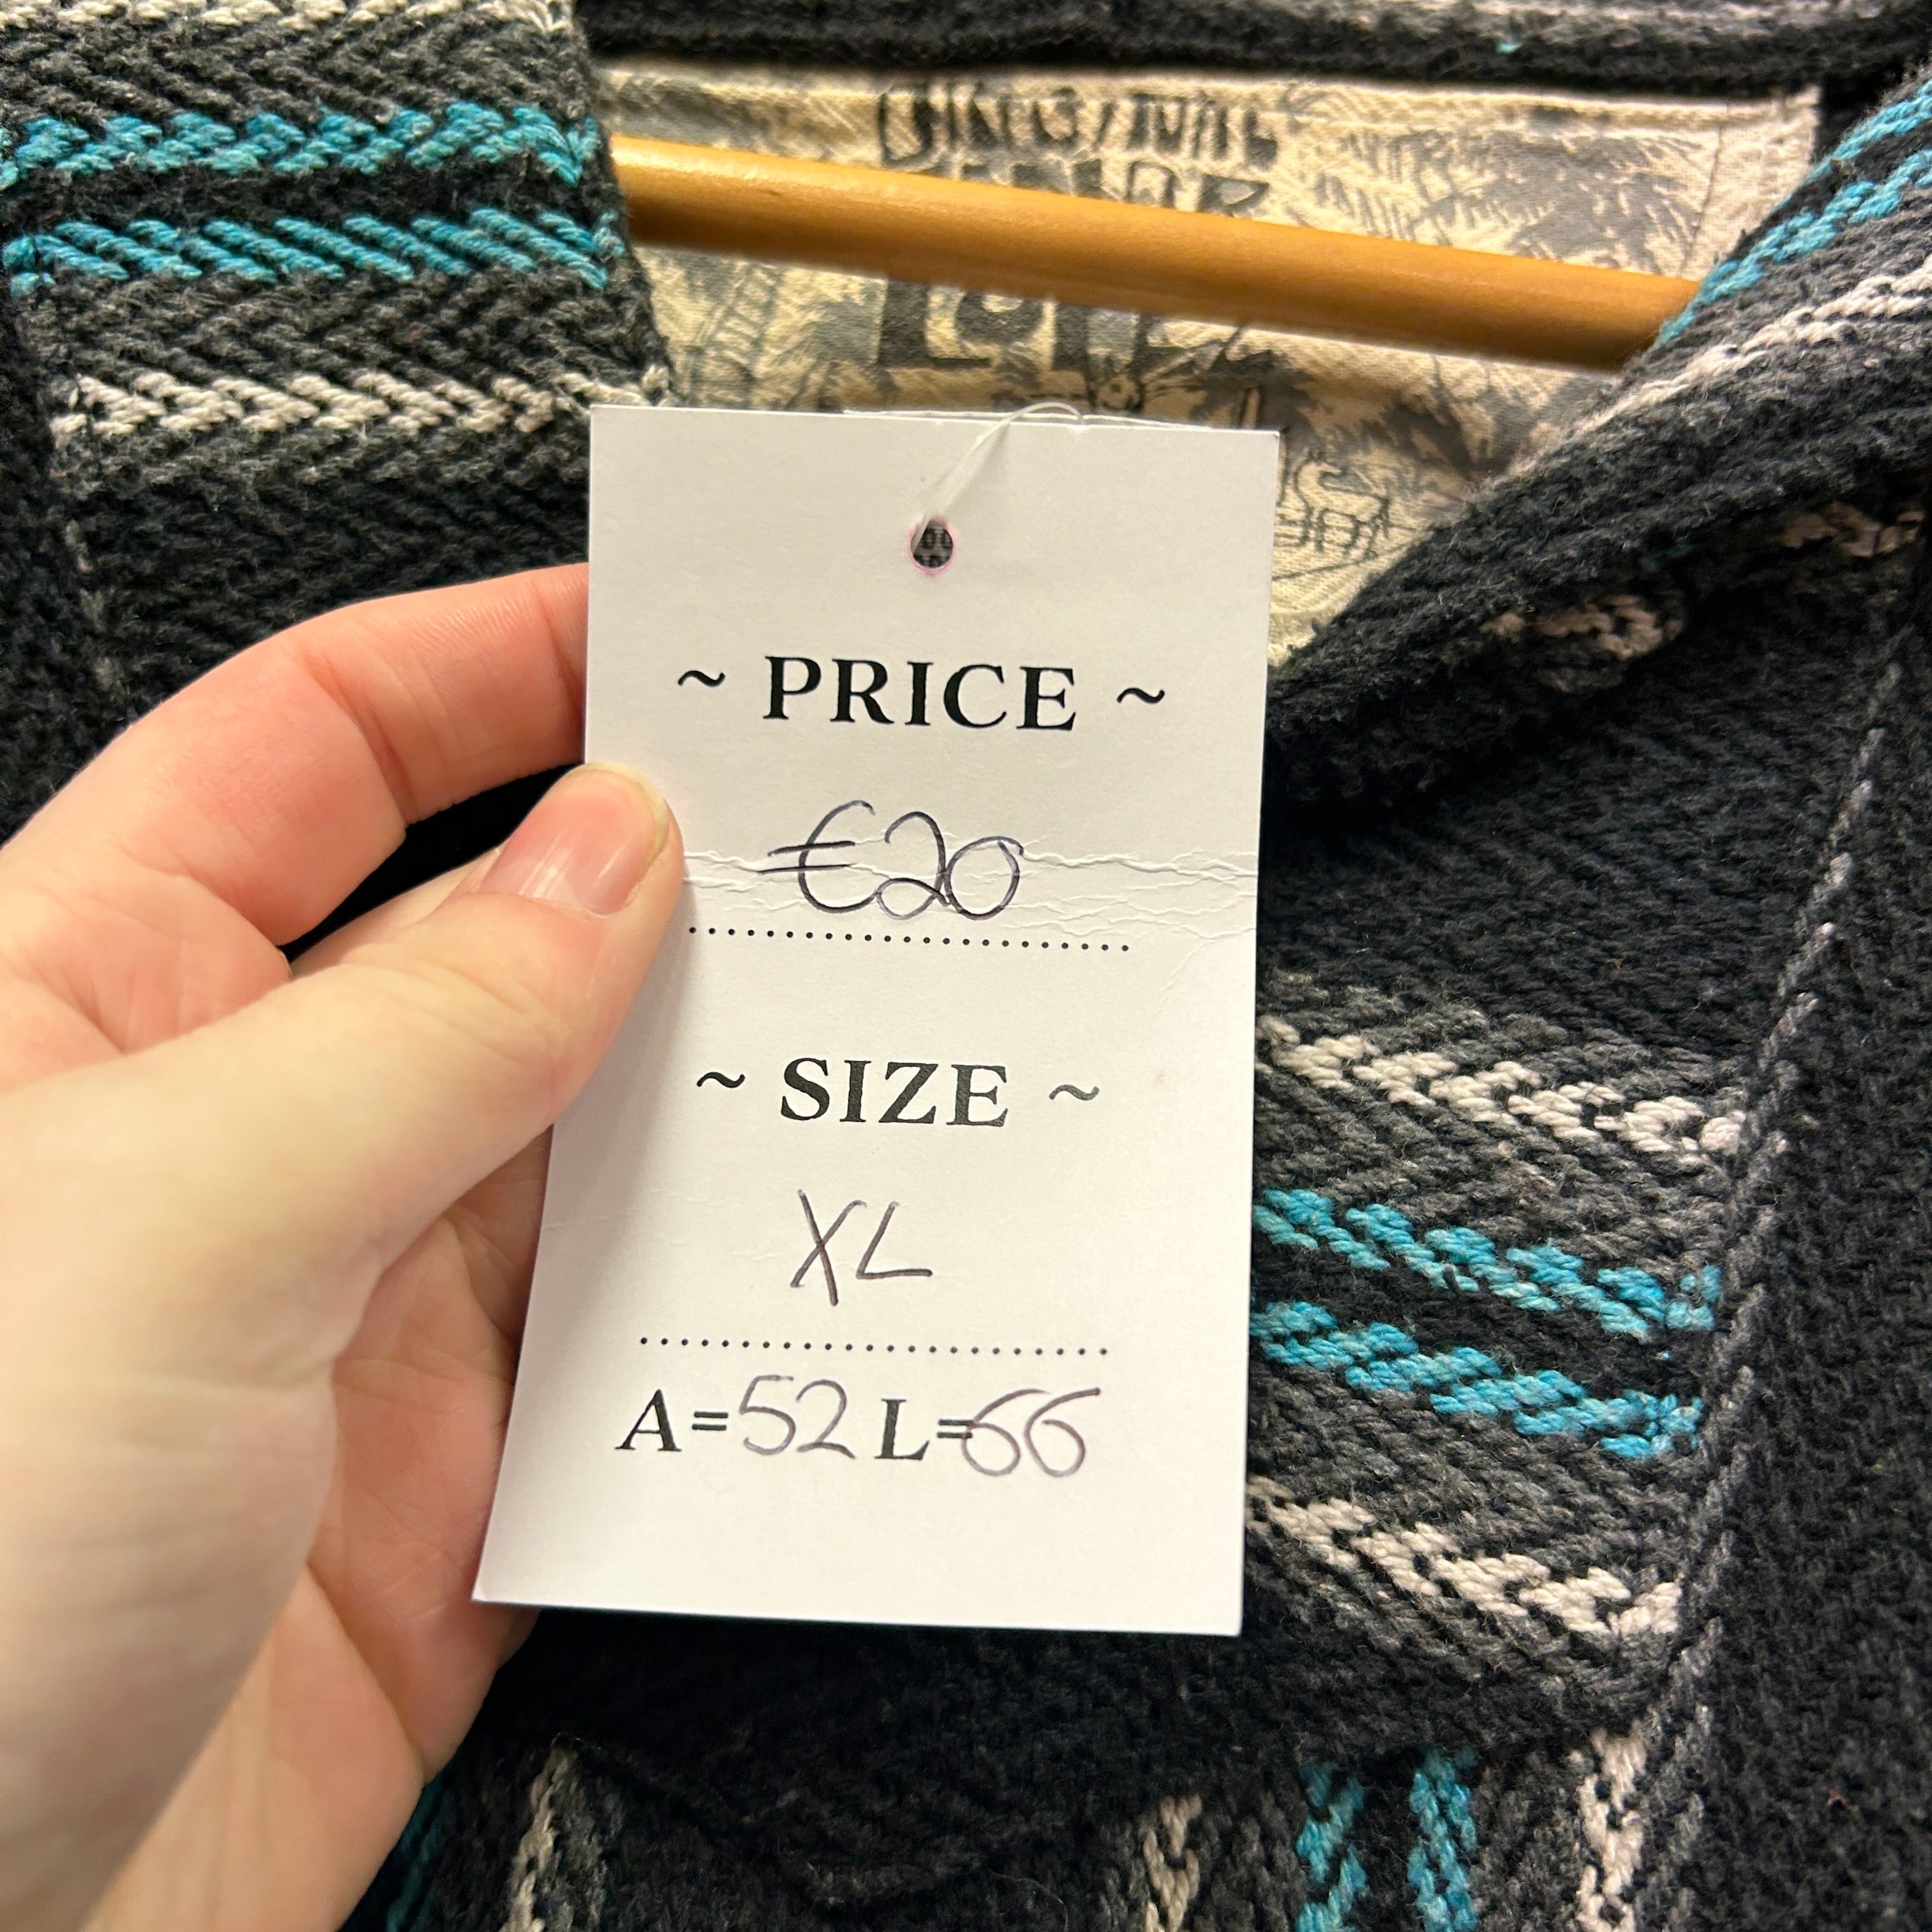 ~ PRICE ~
€20
~ SIZE ~
XL
A=52 L=66